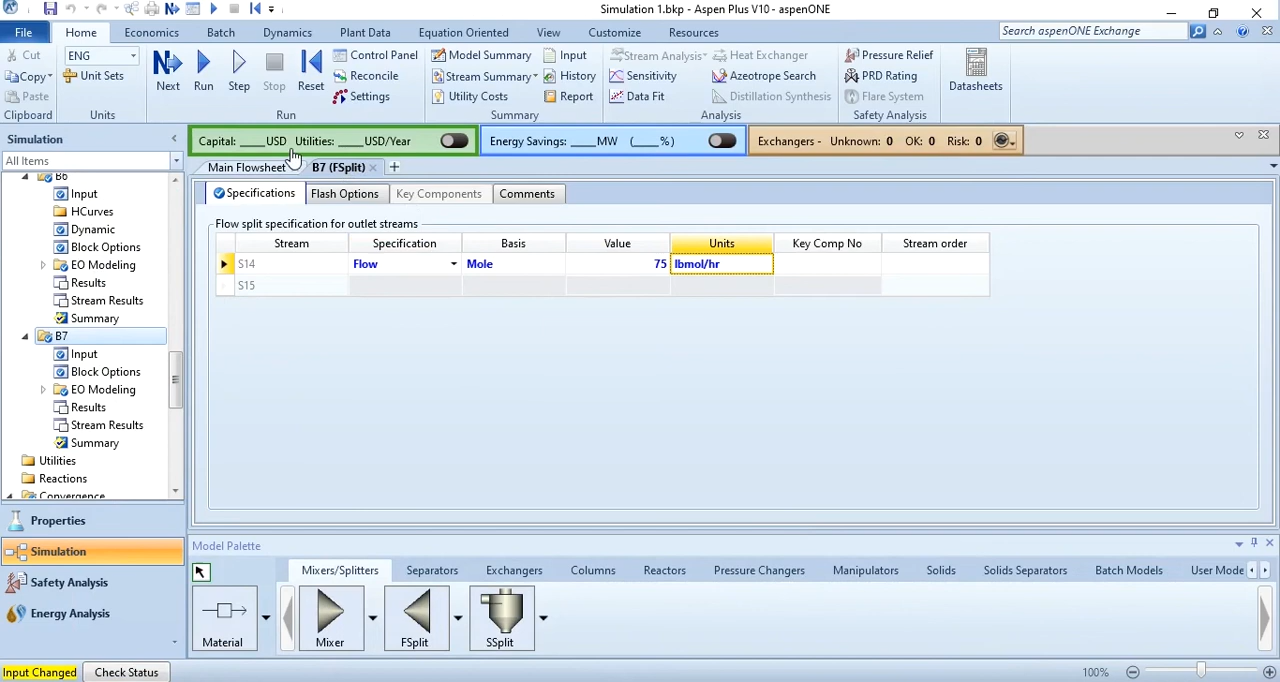 Simulation 1.bkp - Aspen Plus V10 - aspenONE
File Home Economics Batch Dynamics Plant Data Equation Oriented View Customize Resources Search aspenONE Exchange
Cut ENG Control Panel Model Summary Input Stream Analysis Heat Exchanger Pressure Relief
Copy Unit Sets Next Run Step Stop Reset Reconcile Stream Summary History Sensitivity Azeotrope Search PRD Rating Datasheets
Paste Settings Utility Costs Report Data Fit Distillation Synthesis Flare System
Clipboard Units Run Summary Analysis Safety Analysis
Simulation Capital: ____USD Utilities: ____USD/Year Energy Savings: ____MW (____%) Exchangers - Unknown: 0 OK: 0 Risk: 0
All Items Main Flowsheet B7 (FSplit) +
B6
Input
HCurves
Dynamic
Block Options
EO Modeling
Results
Stream Results
Summary
B7
Input
Block Options
EO Modeling
Results
Stream Results
Summary
Utilities
Reactions
Convergence
Properties
Simulation
Safety Analysis
Energy Analysis
Specifications Flash Options Key Components Comments
Flow split specification for outlet streams
Stream Specification Basis Value Units Key Comp No Stream order
S14 Flow Mole 75 lbmol/hr
S15
Model Palette
Mixers/Splitters Separators Exchangers Columns Reactors Pressure Changers Manipulators Solids Solids Separators Batch Models User Mode
Material Mixer FSplit SSplit
Input Changed Check Status 100%